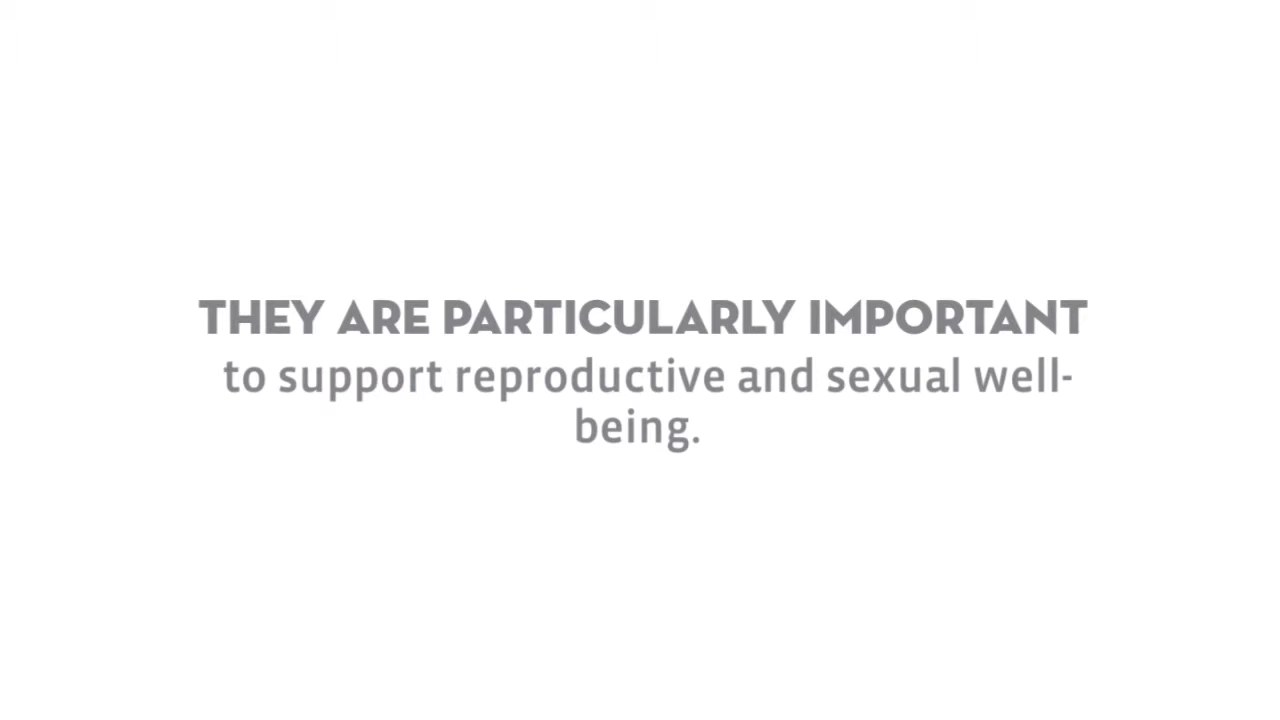 THEY ARE PARTICULARLY IMPORTANT
to support reproductive and sexual well-
being.